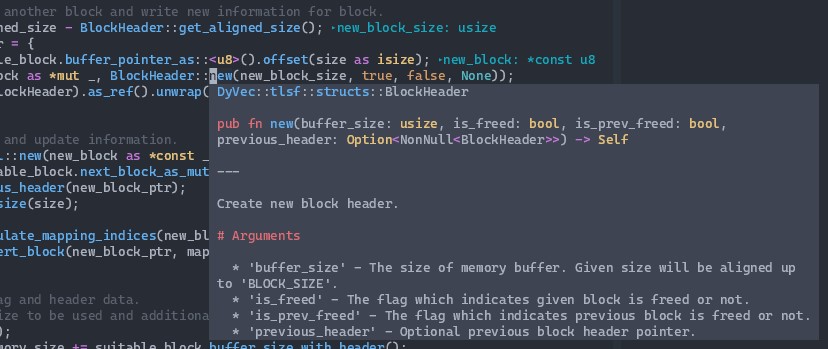 another block and write new information for block.
ned_size - BlockHeader::get_aligned_size(); ‣new_block_size: usize
r = {
le_block.buffer_pointer_as::<u8>().offset(size as isize); ‣new_block: *const u8
ock as *mut _, BlockHeader::new(new_block_size, true, false, None));
lockHeader).as_ref().unwrap(
DyVec::tlsf::structs::BlockHeader
pub fn new(buffer_size: usize, is_freed: bool, is_prev_freed: bool,
and update information.
previous_header: Option<NonNull<BlockHeader>>) -> Self
l::new(new_block as *const _
able_block.next_block_as_mut
---
us_header(new_block_ptr);
size(size);
Create new block header.
ulate_mapping_indices(new_bl
# Arguments
ert_block(new_block_ptr, map
* 'buffer_size' - The size of memory buffer. Given size will be aligned up
to 'BLOCK_SIZE'.
ag and header data.
* 'is_freed' - The flag which indicates given block is freed or not.
ize to be used and additiona
* 'is_prev_freed' - The flag which indicates previous block is freed or not.
);
* 'previous_header' - Optional previous block header pointer.
mory_size += suitable_block.buffer_size_with_header();